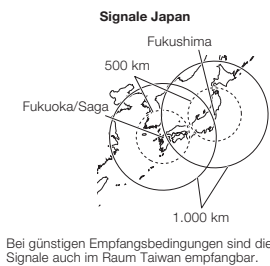 Signale Japan
Fukushima
500 km
Fukuoka/Saga
1.000 km
Bei günstigen Empfangsbedingungen sind die
Signale auch im Raum Taiwan empfangbar.